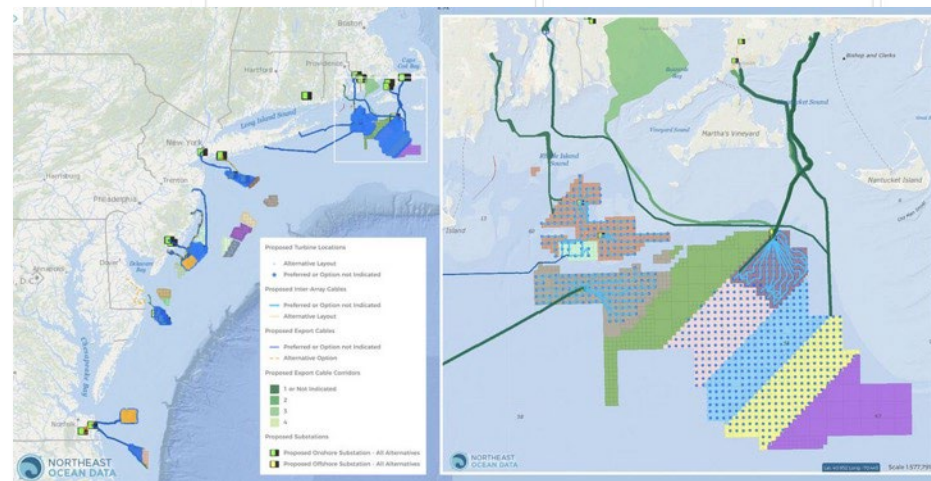 Boston
Cape
Cod Bay
Providence
Hartford
Long Island Sound
New York
Trenton
Harrisburg
Philadelphia
Dover
Delaware
Bay
Annapolis
D.C.
Chesapeake Bay
Norfolk
Proposed Turbine Locations
Alternative Layout
Preferred or Option not Indicated
Proposed Inter-Array Cables
Preferred or Option not Indicated
Alternative Layout
Proposed Export Cables
Preferred or Option not Indicated
Alternative Option
Proposed Export Cable Corridors
1 or Not Indicated
2
3
4
Proposed Substations
Proposed Onshore Substation - All Alternatives
Proposed Offshore Substation - All Alternatives
NORTHEAST
OCEAN DATA
Bishop and Clarks
Bay
Sound
Vineyard Sound
Martha's Vineyard
Nantucket Island
Rhode Island
Sound
Island
NORTHEAST
OCEAN DATA